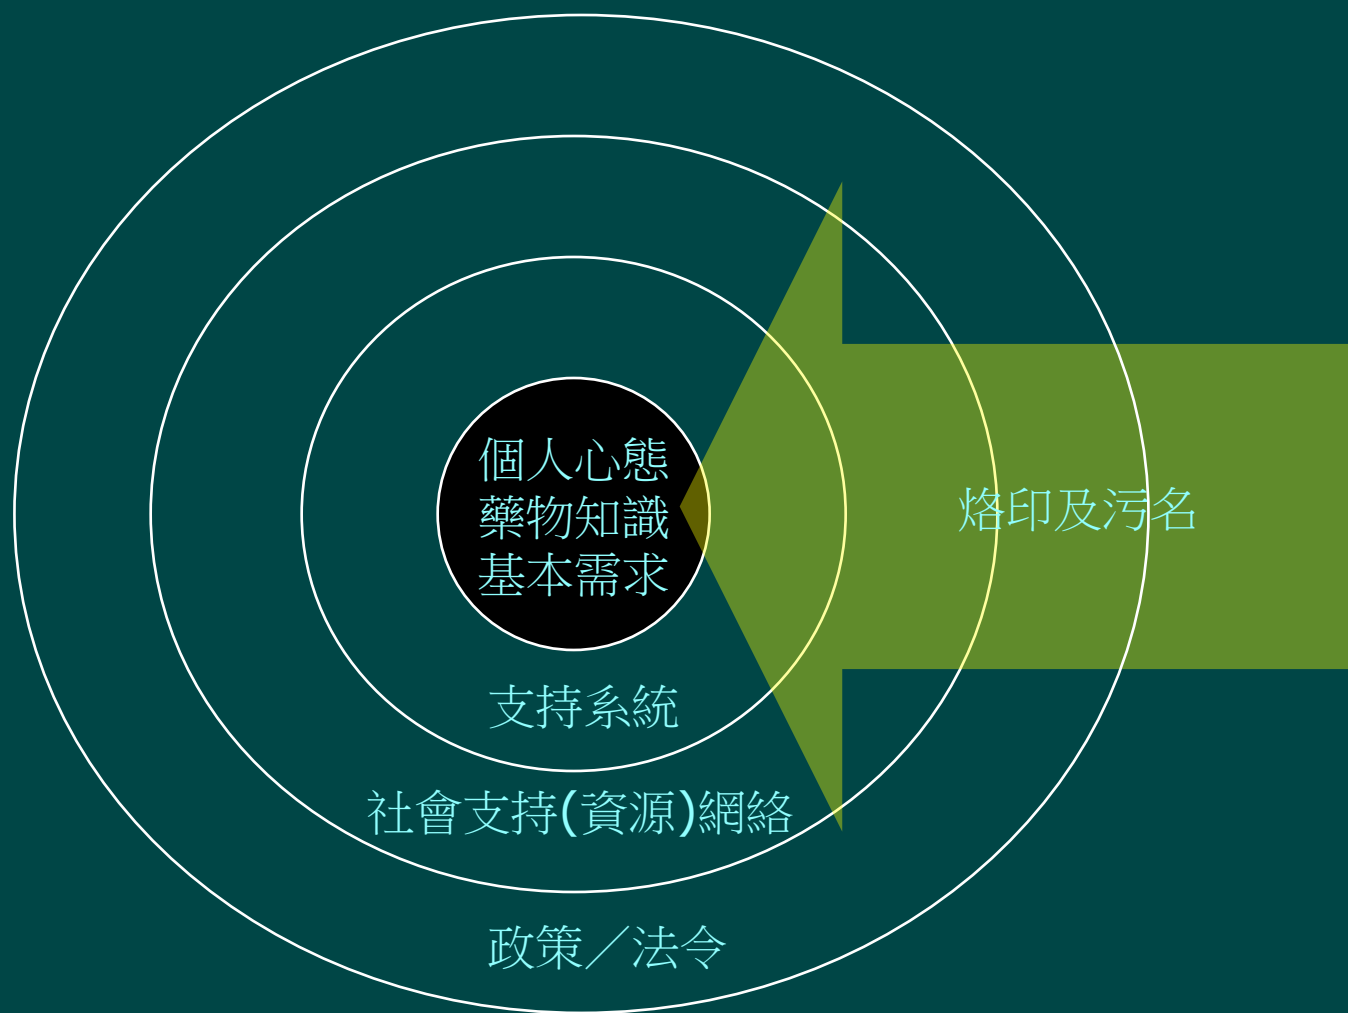 個人心態
藥物知識
基本需求
烙印及污名
支持系統
社會支持(資源)網絡
政策／法令